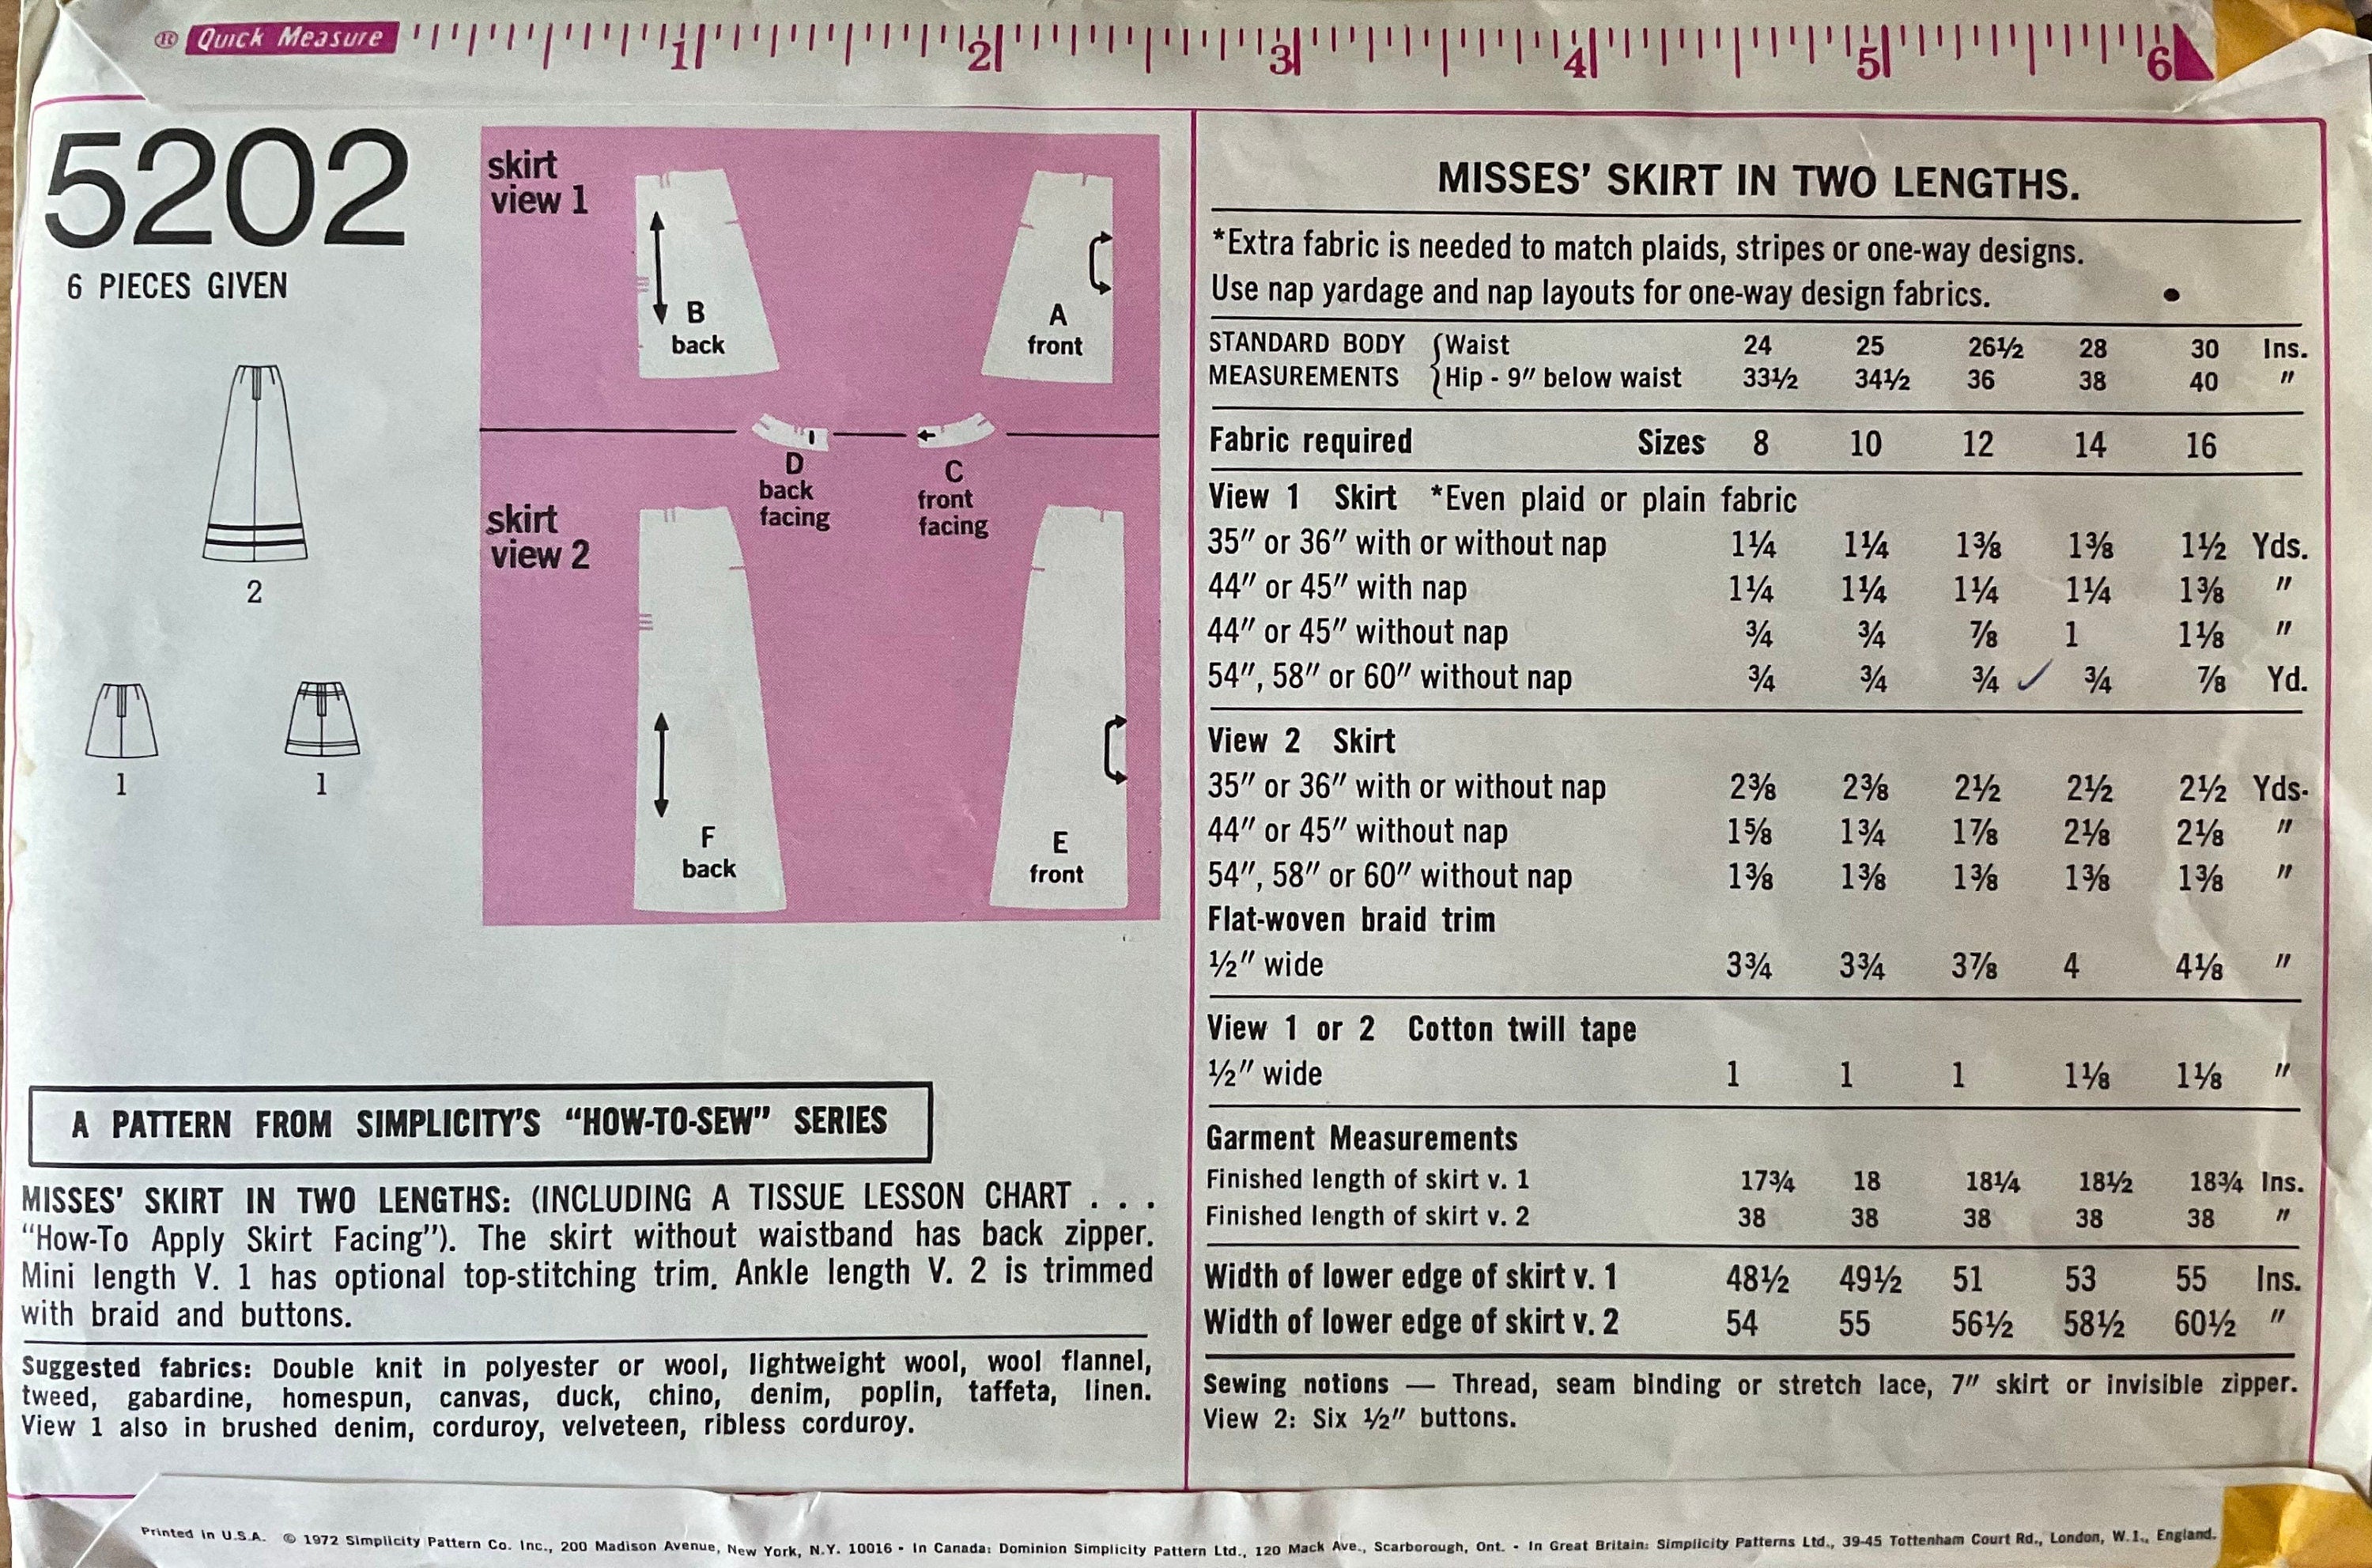 ® Quick Measure 1 2 3 4 5 6
5202
6 PIECES GIVEN
2
1 1
skirt
view 1
B
back
A
front
D
back
facing
C
front
facing
skirt
view 2
F
back
E
front
A PATTERN FROM SIMPLICITY'S "HOW-TO-SEW" SERIES
MISSES' SKIRT IN TWO LENGTHS: (INCLUDING A TISSUE LESSON CHART . . .
"How-To Apply Skirt Facing"). The skirt without waistband has back zipper.
Mini length V. 1 has optional top-stitching trim. Ankle length V. 2 is trimmed
with braid and buttons.
Suggested fabrics: Double knit in polyester or wool, lightweight wool, wool flannel,
tweed, gabardine, homespun, canvas, duck, chino, denim, poplin, taffeta, linen.
View 1 also in brushed denim, corduroy, velveteen, ribless corduroy.
MISSES' SKIRT IN TWO LENGTHS.
*Extra fabric is needed to match plaids, stripes or one-way designs.
Use nap yardage and nap layouts for one-way design fabrics. •
STANDARD BODY { Waist 24 25 26½ 28 30 Ins.
MEASUREMENTS { Hip - 9" below waist 33½ 34½ 36 38 40 "
Fabric required Sizes 8 10 12 14 16
View 1 Skirt *Even plaid or plain fabric
35" or 36" with or without nap 1¼ 1¼ 1⅜ 1⅜ 1½ Yds.
44" or 45" with nap 1¼ 1¼ 1¼ 1¼ 1⅜ "
44" or 45" without nap ¾ ¾ ⅞ 1 1⅛ "
54", 58" or 60" without nap ¾ ¾ ¾ ✓ ¾ ⅞ Yd.
View 2 Skirt
35" or 36" with or without nap 2⅜ 2⅜ 2½ 2½ 2½ Yds.
44" or 45" without nap 1⅝ 1¾ 1⅞ 2⅛ 2⅛ "
54", 58" or 60" without nap 1⅜ 1⅜ 1⅜ 1⅜ 1⅜ "
Flat-woven braid trim
½" wide 3¾ 3¾ 3⅞ 4 4⅛ "
View 1 or 2 Cotton twill tape
½" wide 1 1 1 1⅛ 1⅛ "
Garment Measurements
Finished length of skirt v. 1 17¾ 18 18¼ 18½ 18¾ Ins.
Finished length of skirt v. 2 38 38 38 38 38 "
Width of lower edge of skirt v. 1 48½ 49½ 51 53 55 Ins.
Width of lower edge of skirt v. 2 54 55 56½ 58½ 60½ "
Sewing notions — Thread, seam binding or stretch lace, 7" skirt or invisible zipper.
View 2: Six ½" buttons.
Printed in U.S.A. © 1972 Simplicity Pattern Co. Inc., 200 Madison Avenue, New York, N.Y. 10016 - In Canada: Dominion Simplicity Pattern Ltd., 120 Mack Ave., Scarborough, Ont. - In Great Britain: Simplicity Patterns Ltd., 39-45 Tottenham Court Rd., London, W.1., England.